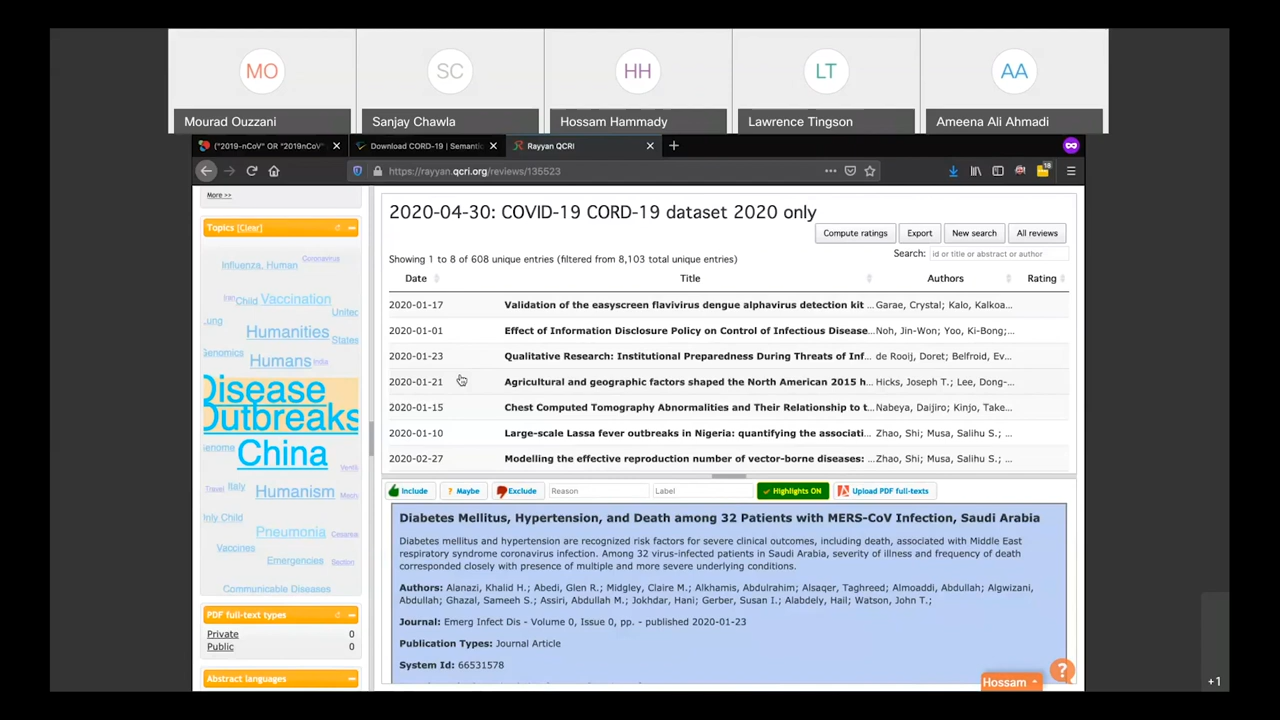 MO
SC
HH
LT
AA
Mourad Ouzzani
Sanjay Chawla
Hossam Hammady
Lawrence Tingson
Ameena Ali Ahmadi
("2019-nCoV" OR "2019nCoV"
Download CORD-19 | Semantic
Rayyan QCRI
https://rayyan.qcri.org/reviews/135523
More >>
Topics [Clear]
Influenza, Human
Coronavirus
Iran
Child
Vaccination
Lung
United
States
Humanities
Genomics
Humans
India
Disease
Outbreaks
China
Travel
Italy
Humanism
Only Child
Pneumonia
Cesarea
Vaccines
Emergencies
Section
Communicable Diseases
PDF full-text types
Private 0
Public 0
Abstract languages
2020-04-30: COVID-19 CORD-19 dataset 2020 only
Compute ratings
Export
New search
All reviews
Showing 1 to 8 of 608 unique entries (filtered from 8,103 total unique entries)
Search: id or title or abstract or author
Date Title Authors Rating
2020-01-17 Validation of the easyscreen flavivirus dengue alphavirus detection kit ... Garae, Crystal; Kalo, Kalkoa...
2020-01-01 Effect of Information Disclosure Policy on Control of Infectious Disease... Noh, Jin-Won; Yoo, Ki-Bong;...
2020-01-23 Qualitative Research: Institutional Preparedness During Threats of Inf... de Rooij, Doret; Belfroid, Ev...
2020-01-21 Agricultural and geographic factors shaped the North American 2015 h... Hicks, Joseph T.; Lee, Dong-...
2020-01-15 Chest Computed Tomography Abnormalities and Their Relationship to t... Nabeya, Daijiro; Kinjo, Take...
2020-01-10 Large-scale Lassa fever outbreaks in Nigeria: quantifying the associati... Zhao, Shi; Musa, Salihu S.; ...
2020-02-27 Modelling the effective reproduction number of vector-borne diseases: ... Zhao, Shi; Musa, Salihu S.; ...
Include
? Maybe
Exclude
Reason
Label
Highlights ON
Upload PDF full-texts
Diabetes Mellitus, Hypertension, and Death among 32 Patients with MERS-CoV Infection, Saudi Arabia
Diabetes mellitus and hypertension are recognized risk factors for severe clinical outcomes, including death, associated with Middle East
respiratory syndrome coronavirus infection. Among 32 virus-infected patients in Saudi Arabia, severity of illness and frequency of death
corresponded closely with presence of multiple and more severe underlying conditions.
Authors: Alanazi, Khalid H.; Abedi, Glen R.; Midgley, Claire M.; Alkhamis, Abdulrahim; Alsaqer, Taghreed; Almoaddi, Abdullah; Algwizani,
Abdullah; Ghazal, Sameeh S.; Assiri, Abdullah M.; Jokhdar, Hani; Gerber, Susan I.; Alabdely, Hail; Watson, John T.;
Journal: Emerg Infect Dis - Volume 0, Issue 0, pp. - published 2020-01-23
Publication Types: Journal Article
System Id: 66531578
Hossam
?
+1